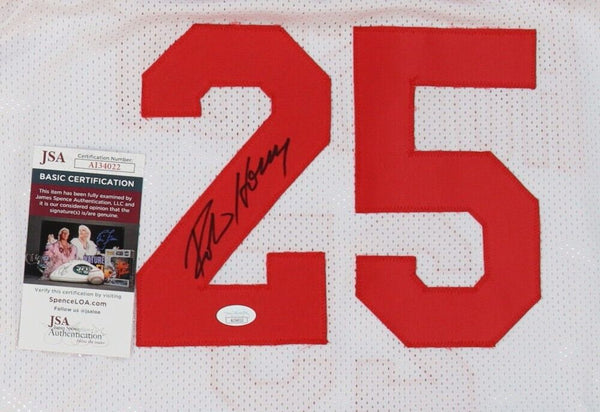 JSA
Certification Number
A134022
BASIC CERTIFICATION
This item has been fully examined by
James Spence Authentication, LLC and
it is our considered opinion that the
signature(s) is/are genuine.
Verify this certification by visiting
SpenceLOA.com
Follow us @jsaloa
JSA
James Spence
Authentication
25